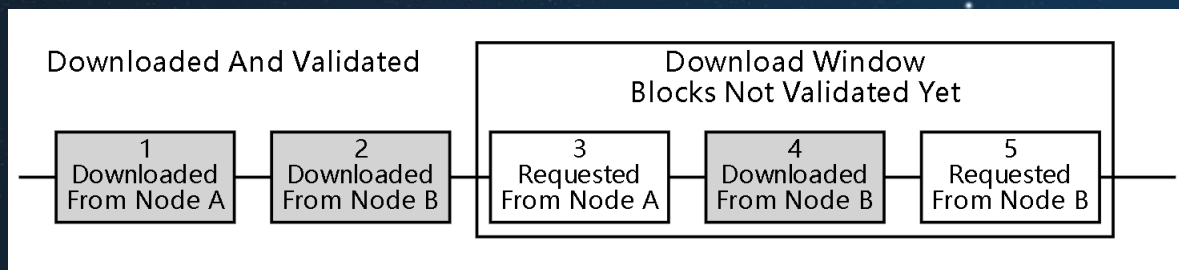 Downloaded And Validated
Download Window
Blocks Not Validated Yet
1
Downloaded
From Node A
2
Downloaded
From Node B
3
Requested
From Node A
4
Downloaded
From Node B
5
Requested
From Node B